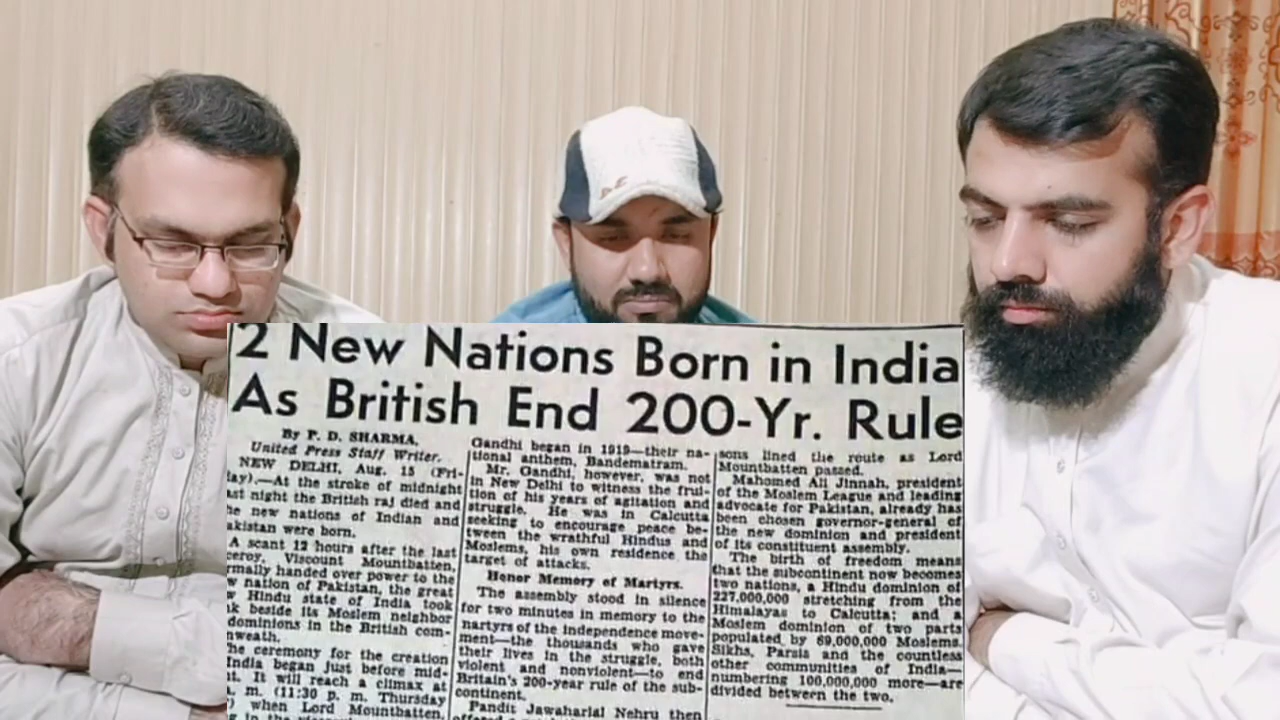 2 New Nations Born in India
As British End 200-Yr. Rule
By P. D. SHARMA,
United Press Staff Writer.
NEW DELHI, Aug. 15 (Fri-
day).—At the stroke of midnight
last night the British raj died and
the new nations of Indian and
akistan were born.
A scant 12 hours after the last
ceroy, Viscount Mountbatten,
rmally handed over power to the
w nation of Pakistan, the great
w Hindu state of India took
k beside its Moslem neighbor
dominions in the British com-
nweath.
he ceremony for the creation
India began just before mid-
t. It will reach a climax at
. m. (11:30 p. m. Thursday
) when Lord Mountbatten,
Gandhi began in 1919—their na-
tional anthem, Bandematram.
Mr. Gandhi, however, was not
in New Delhi to witness the frui-
tion of his years of agitation and
struggle. He was in Calcutta
seeking to encourage peace be-
tween the wrathful Hindus and
Moslems, his own residence the
target of attacks.
Honor Memory of Martyrs.
The assembly stood in silence
for two minutes in memory to the
martyrs of the independence move-
ment—the thousands who gave
their lives in the struggle, both
violent and nonviolent—to end
Britain's 200-year rule of the sub-
continent.
Pandit Jawaharlal Nehru then
sons lined the route as Lord
Mountbatten passed.
Mahomed Ali Jinnah, president
of the Moslem League and leading
advocate for Pakistan, already has
been chosen governor-general of
the new dominion and president
of its constituent assembly.
The birth of freedom means
that the subcontinent now becomes
two nations, a Hindu dominion of
227,000,000 stretching from the
Himalayas to Calcutta; and a
Moslem dominion of two parts
populated by 69,000,000 Moslems.
Sikhs, Parsis and the countless
other communities of India—
numbering 100,000,000 more—are
divided between the two.